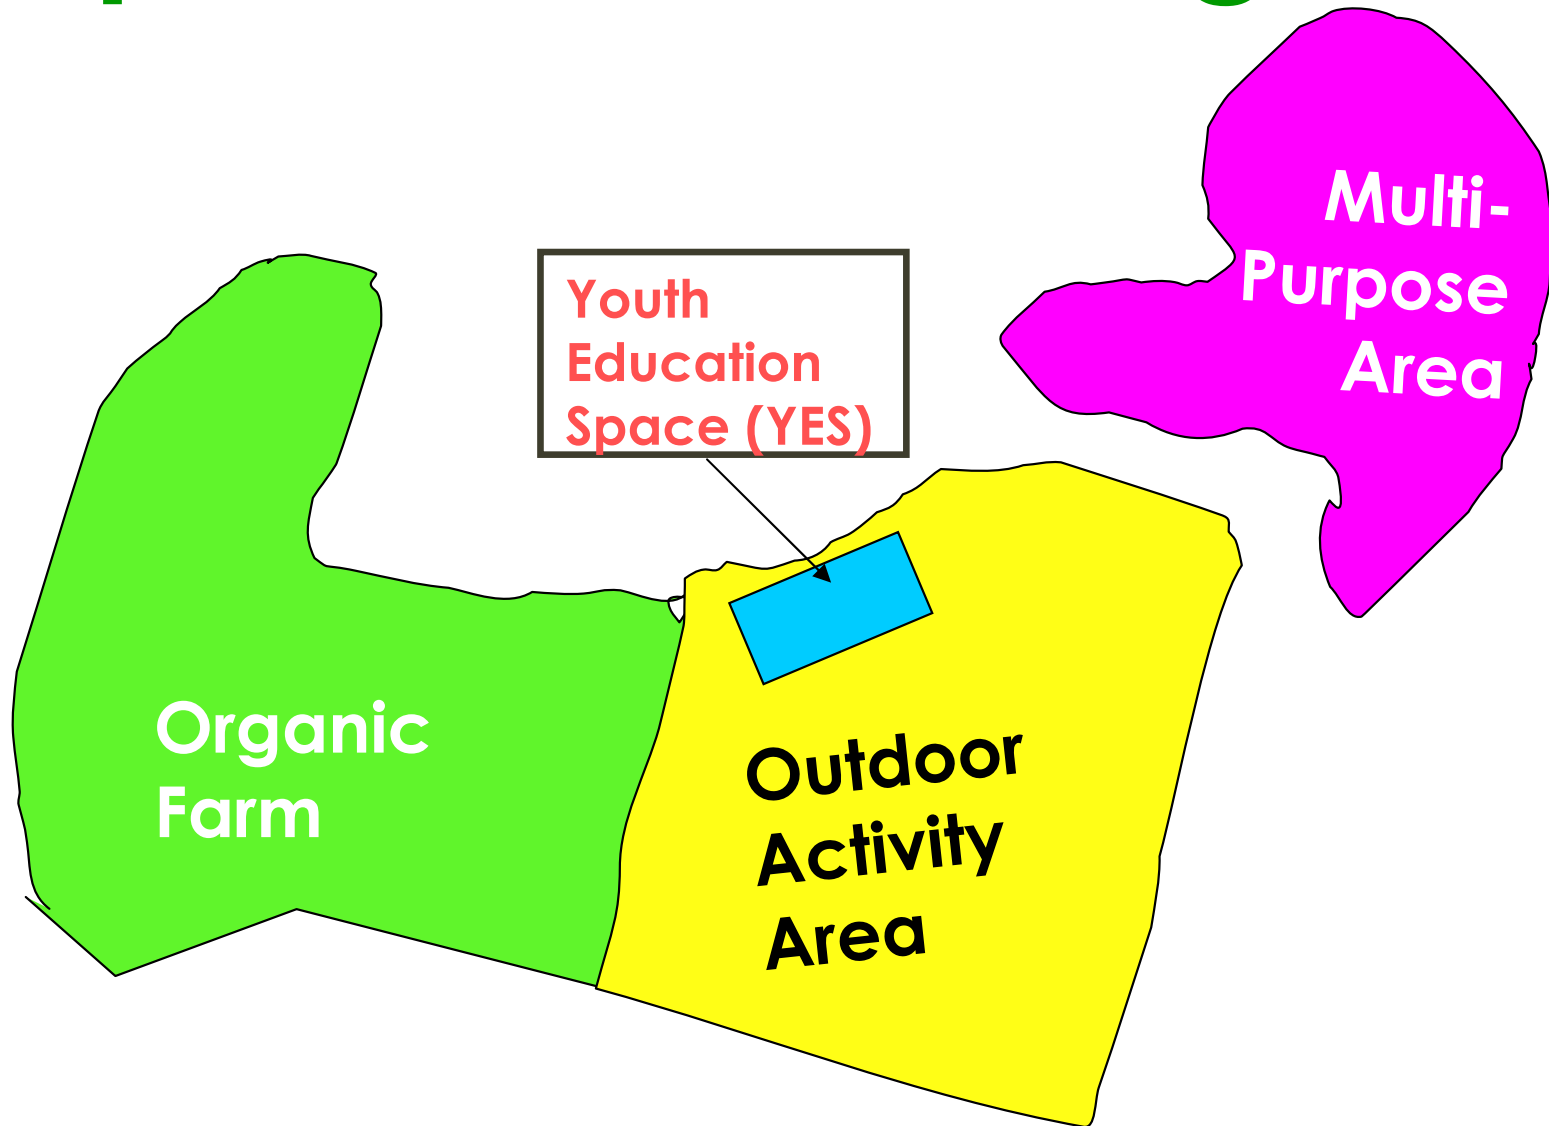 Multi-
Purpose
Area
Youth
Education
Space (YES)
Organic
Farm
Outdoor
Activity
Area